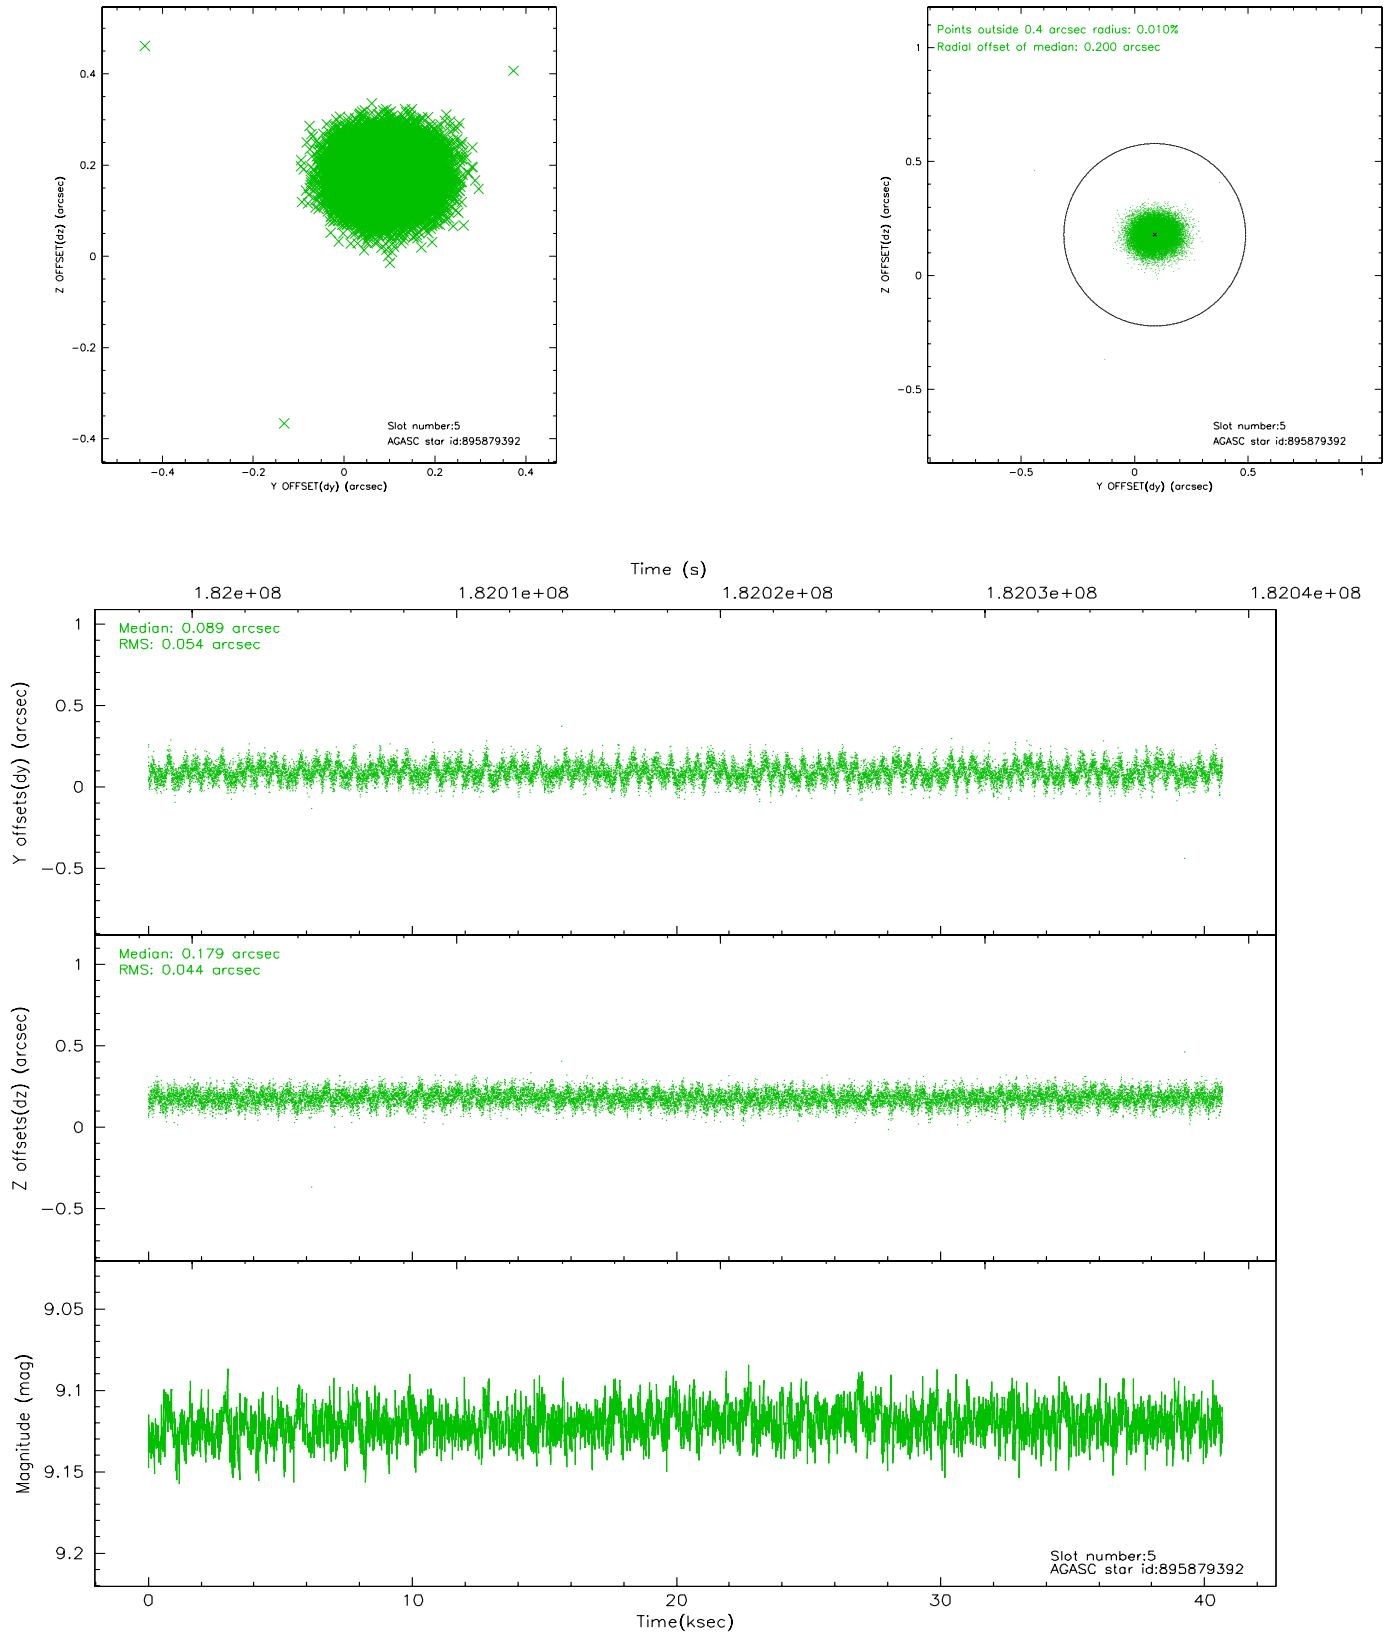 0.4
0.2
0
−0.2
−0.4
Z OFFSET(dz) (arcsec)
Slot number:5
AGASC star id:895879392
−0.4 −0.2 0 0.2 0.4
Y OFFSET(dy) (arcsec)
Points outside 0.4 arcsec radius: 0.010%
Radial offset of median: 0.200 arcsec
1
0.5
0
−0.5
Z OFFSET(dz) (arcsec)
Slot number:5
AGASC star id:895879392
−0.5 0 0.5 1
Y OFFSET(dy) (arcsec)
Time (s)
1.82e+08 1.8201e+08 1.8202e+08 1.8203e+08 1.8204e+08
Median: 0.089 arcsec
RMS: 0.054 arcsec
1
0.5
0
−0.5
Y offsets(dy) (arcsec)
Median: 0.179 arcsec
RMS: 0.044 arcsec
1
0.5
0
−0.5
Z offsets(dz) (arcsec)
9.05
9.1
9.15
9.2
Magnitude (mag)
Slot number:5
AGASC star id:895879392
0 10 20 30 40
Time(ksec)